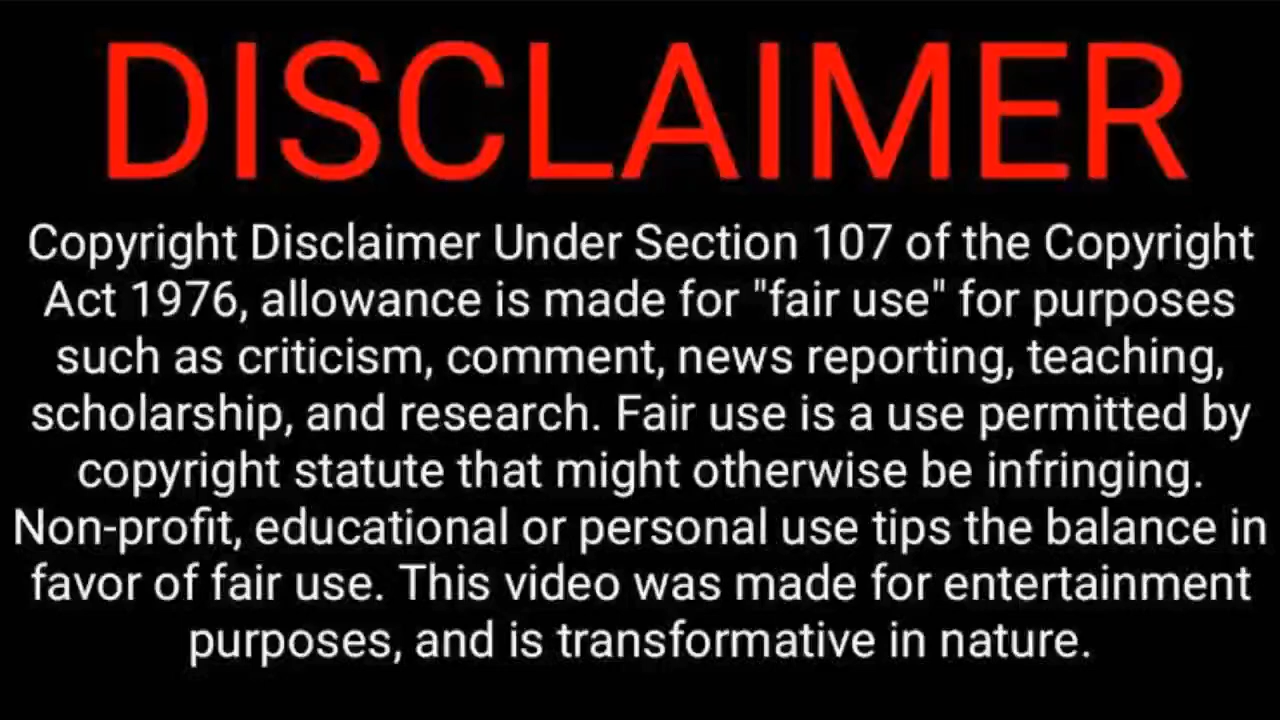 DISCLAIMER
Copyright Disclaimer Under Section 107 of the Copyright
Act 1976, allowance is made for "fair use" for purposes
such as criticism, comment, news reporting, teaching,
scholarship, and research. Fair use is a use permitted by
copyright statute that might otherwise be infringing.
Non-profit, educational or personal use tips the balance in
favor of fair use. This video was made for entertainment
purposes, and is transformative in nature.